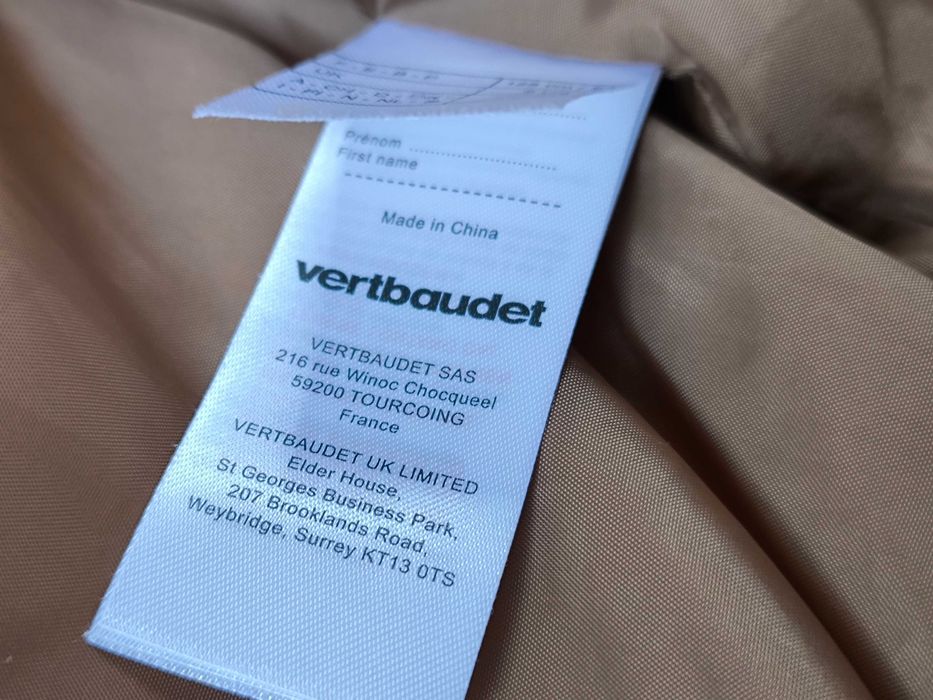 Prénom ........................................
First name
----------------------------------
Made in China
vertbaudet
VERTBAUDET SAS
216 rue Winoc Chocqueel
59200 TOURCOING
France
VERTBAUDET UK LIMITED
Elder House,
St Georges Business Park,
207 Brooklands Road,
Weybridge, Surrey KT13 0TS